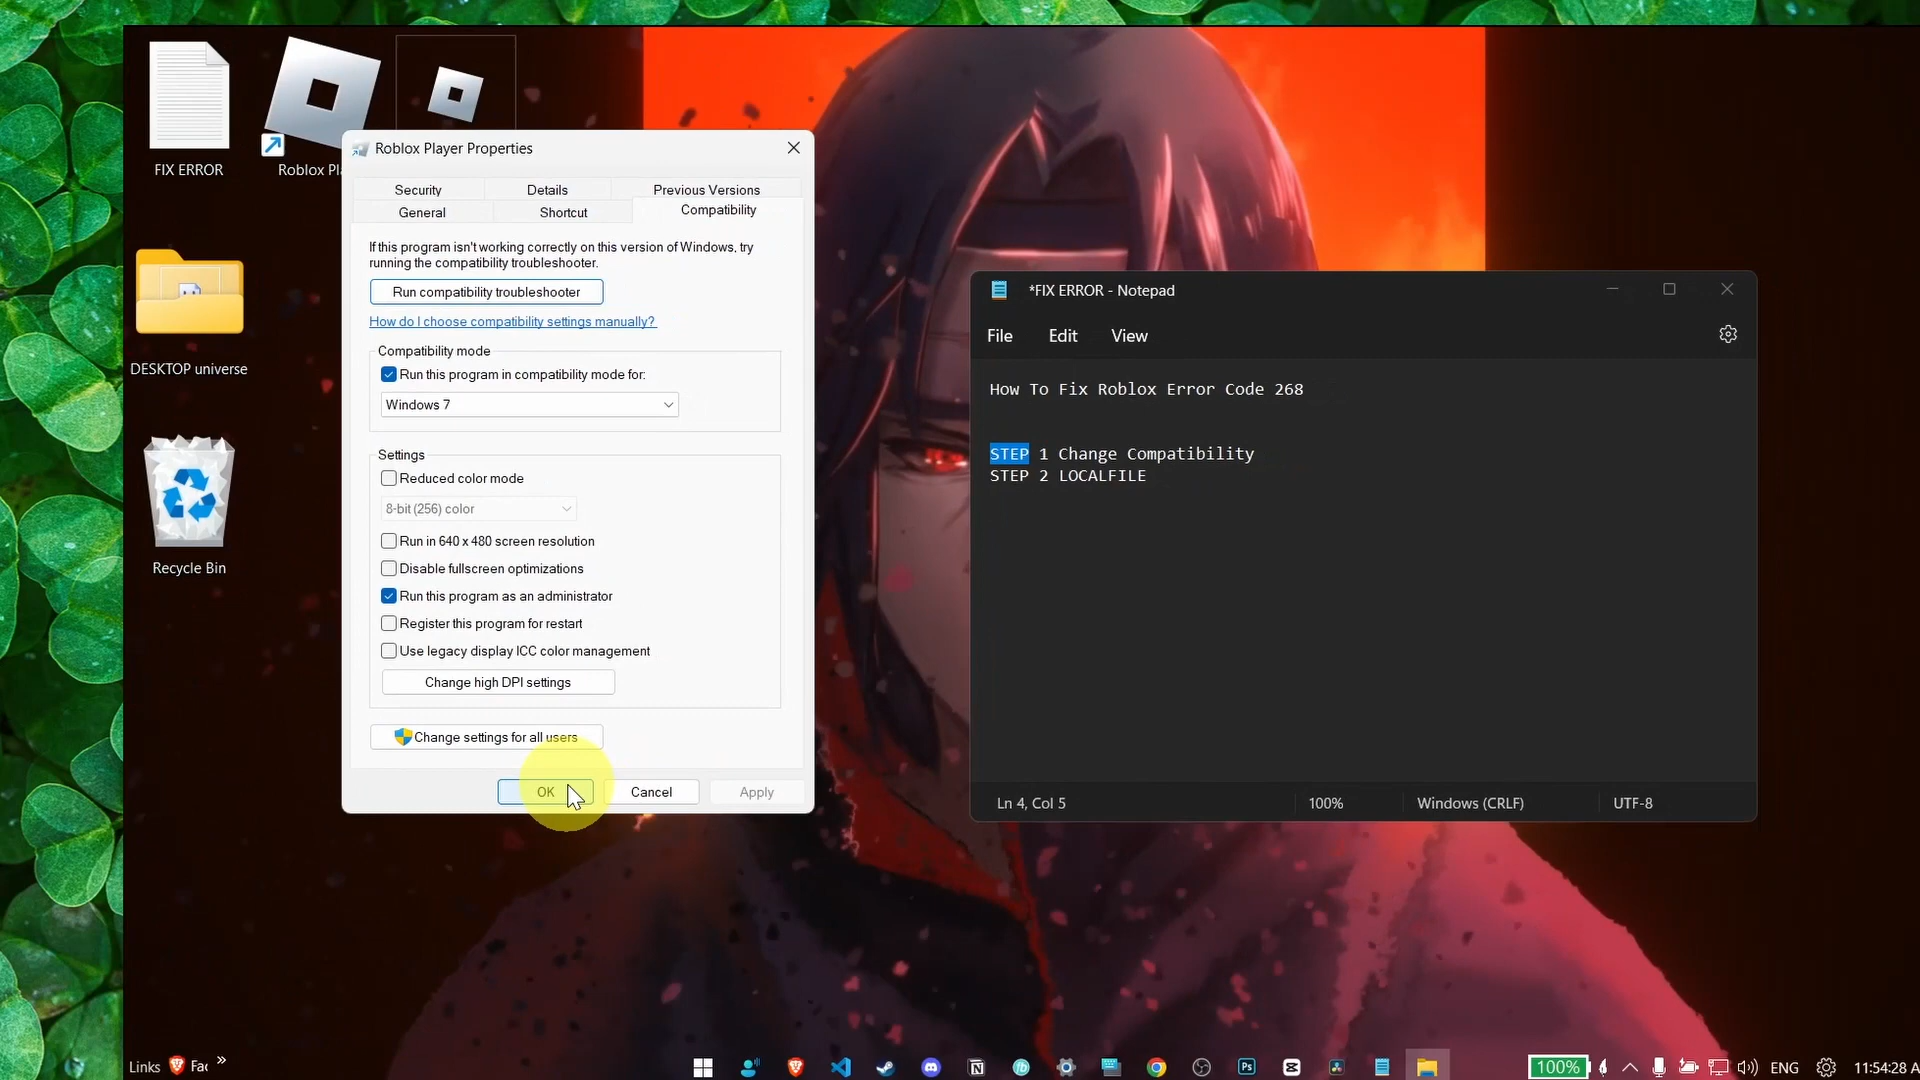 FIX ERROR
Roblox Pl
DESKTOP universe
Recycle Bin
Roblox Player Properties
Security
Details
Previous Versions
General
Shortcut
Compatibility
If this program isn't working correctly on this version of Windows, try
running the compatibility troubleshooter.
Run compatibility troubleshooter
How do I choose compatibility settings manually?
Compatibility mode
Run this program in compatibility mode for:
Windows 7
Settings
Reduced color mode
8-bit (256) color
Run in 640 x 480 screen resolution
Disable fullscreen optimizations
Run this program as an administrator
Register this program for restart
Use legacy display ICC color management
Change high DPI settings
Change settings for all users
OK
Cancel
Apply
*FIX ERROR - Notepad
File
Edit
View
How To Fix Roblox Error Code 268
STEP 1 Change Compatibility
STEP 2 LOCALFILE
Ln 4, Col 5
100%
Windows (CRLF)
UTF-8
Links
Fac
»
Ps
100%
ENG
11:54:28 A